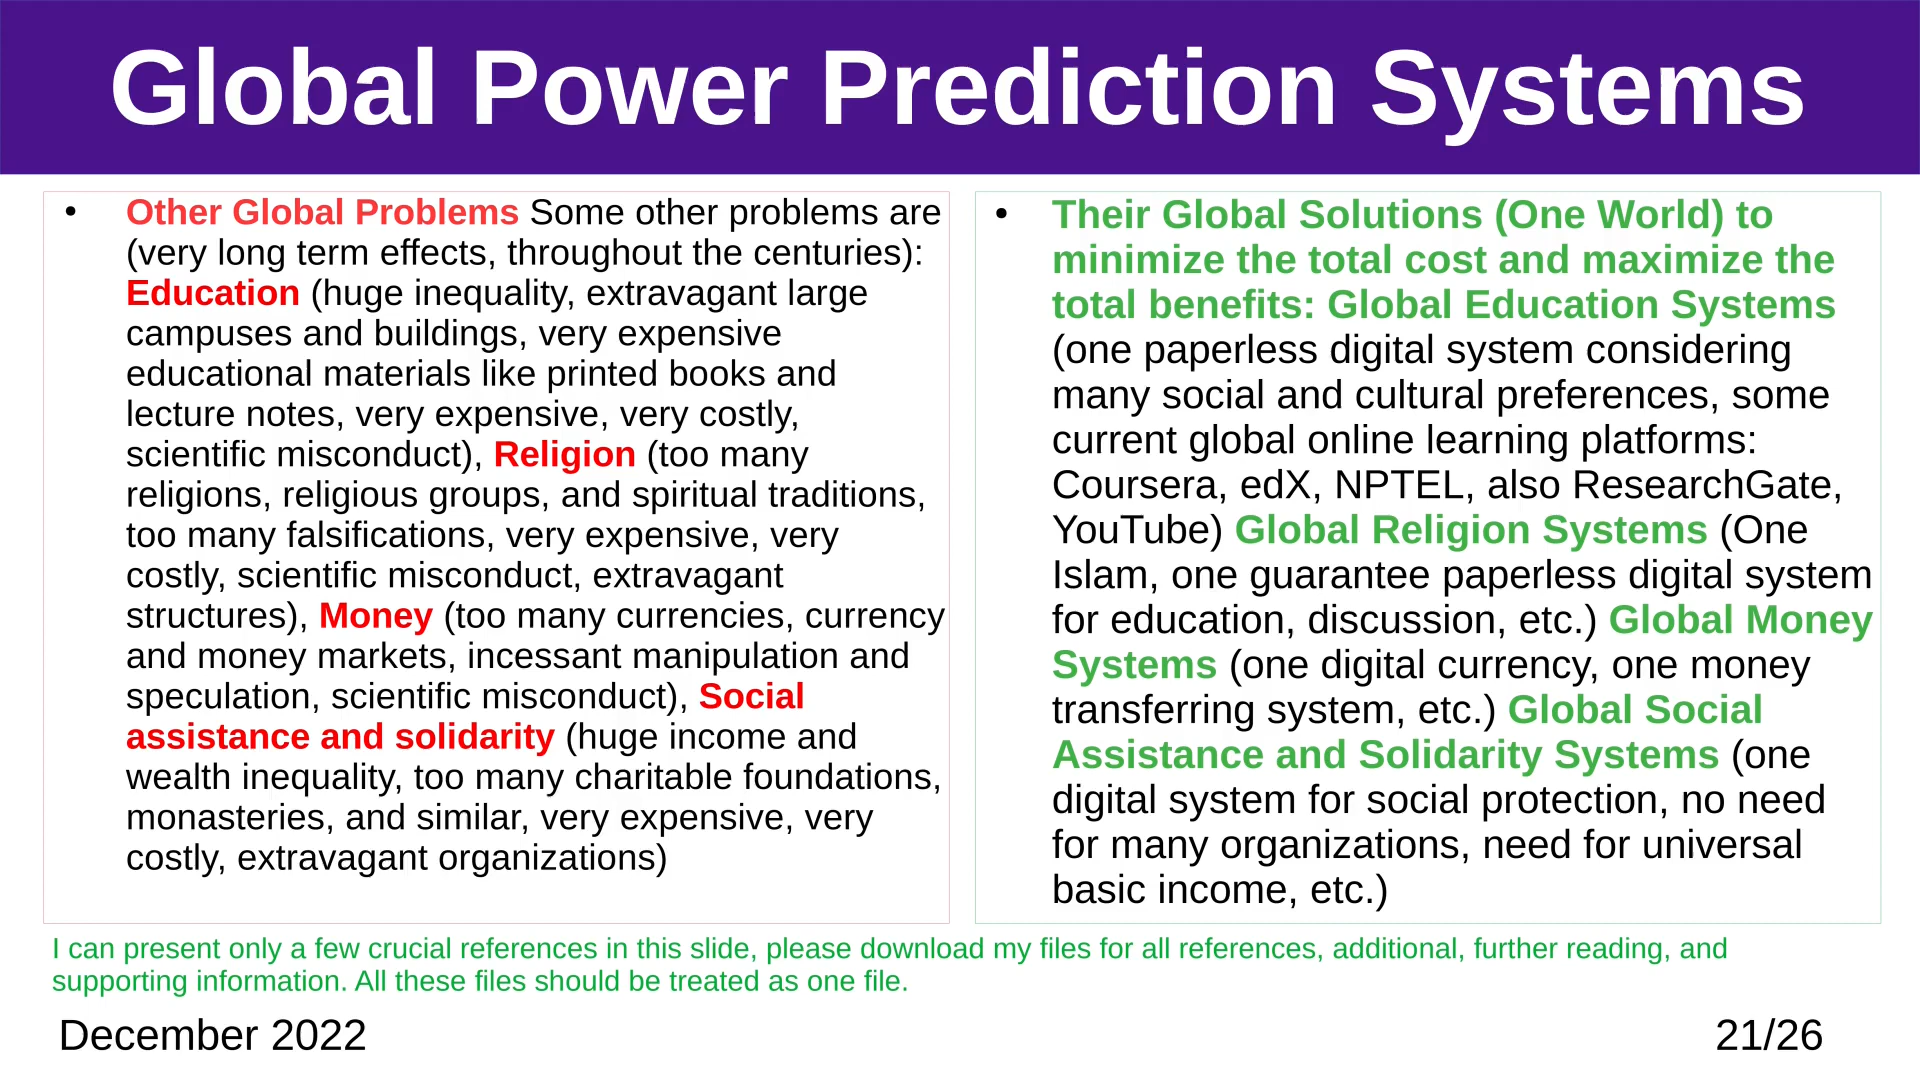 Global Power Prediction Systems
• Other Global Problems Some other problems are
(very long term effects, throughout the centuries):
Education (huge inequality, extravagant large
campuses and buildings, very expensive
educational materials like printed books and
lecture notes, very expensive, very costly,
scientific misconduct), Religion (too many
religions, religious groups, and spiritual traditions,
too many falsifications, very expensive, very
costly, scientific misconduct, extravagant
structures), Money (too many currencies, currency
and money markets, incessant manipulation and
speculation, scientific misconduct), Social
assistance and solidarity (huge income and
wealth inequality, too many charitable foundations,
monasteries, and similar, very expensive, very
costly, extravagant organizations)
• Their Global Solutions (One World) to
minimize the total cost and maximize the
total benefits: Global Education Systems
(one paperless digital system considering
many social and cultural preferences, some
current global online learning platforms:
Coursera, edX, NPTEL, also ResearchGate,
YouTube) Global Religion Systems (One
Islam, one guarantee paperless digital system
for education, discussion, etc.) Global Money
Systems (one digital currency, one money
transferring system, etc.) Global Social
Assistance and Solidarity Systems (one
digital system for social protection, no need
for many organizations, need for universal
basic income, etc.)
I can present only a few crucial references in this slide, please download my files for all references, additional, further reading, and
supporting information. All these files should be treated as one file.
December 2022
21/26